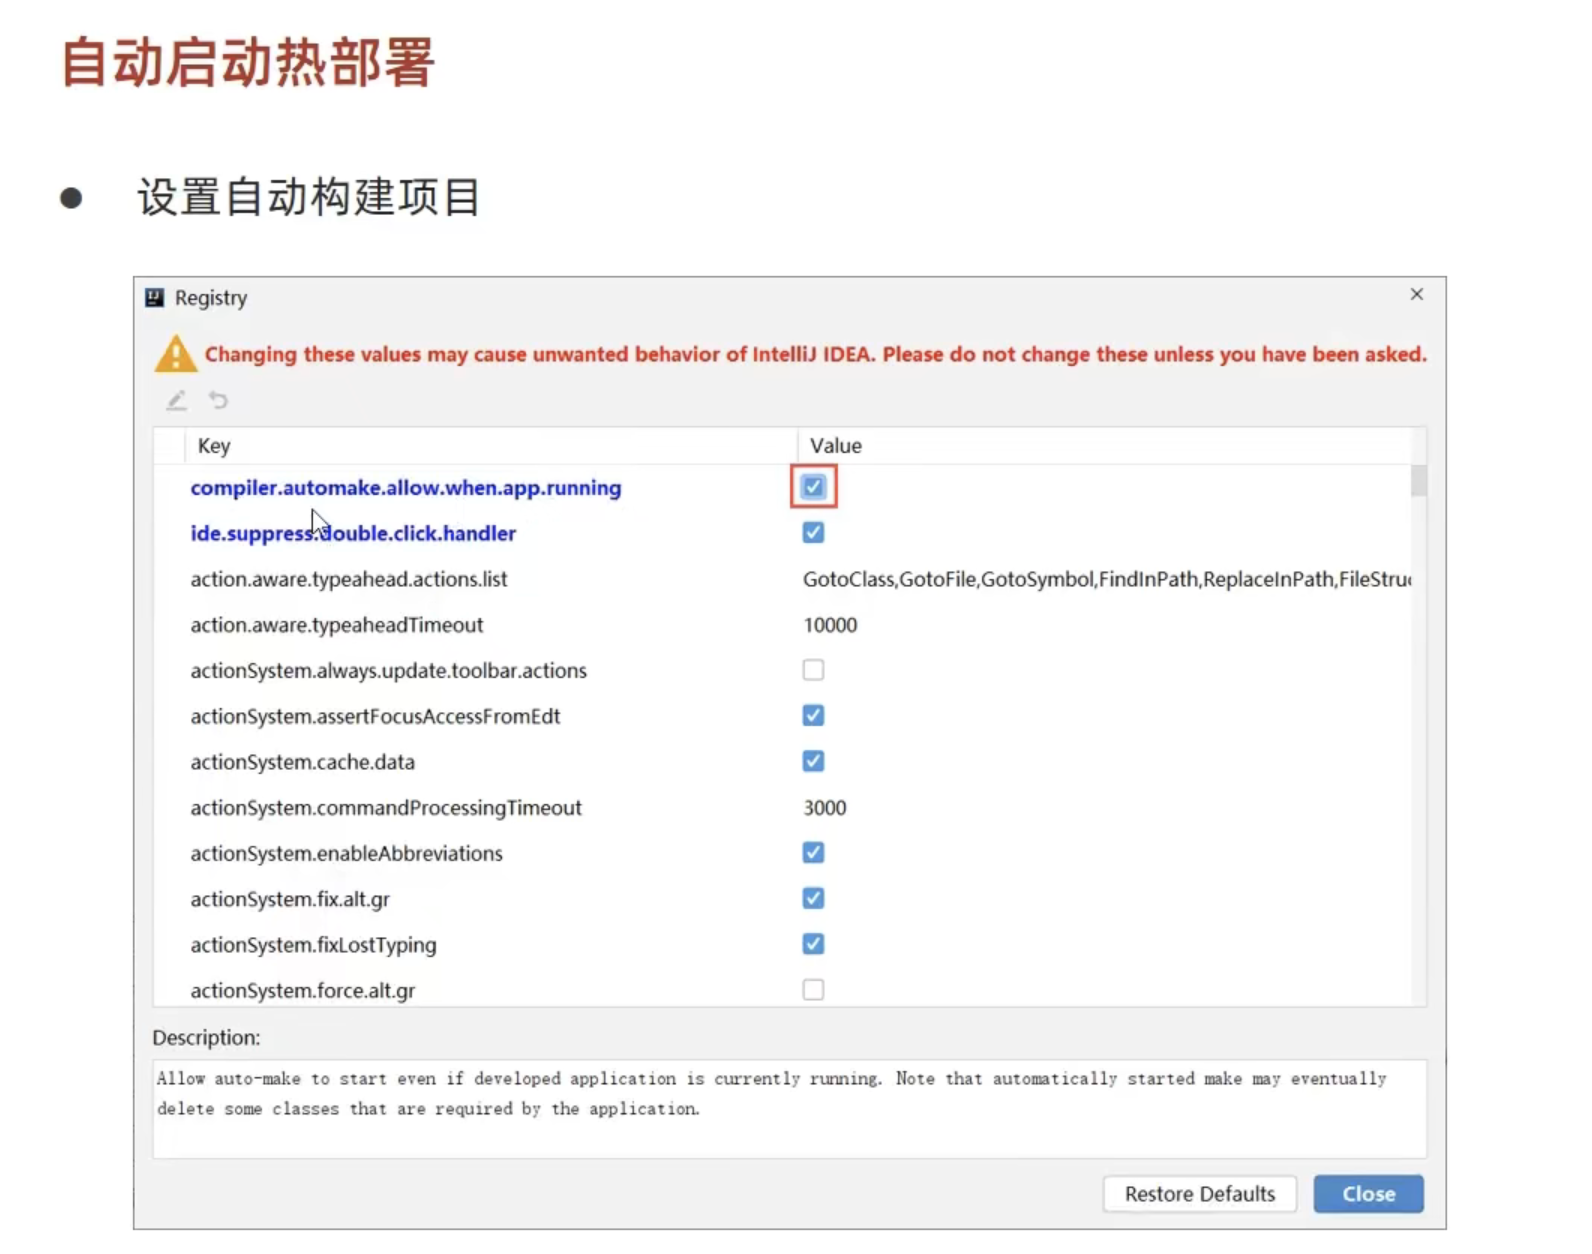 自动启动热部署
● 设置自动构建项目
Registry
Changing these values may cause unwanted behavior of IntelliJ IDEA. Please do not change these unless you have been asked.
Key Value
compiler.automake.allow.when.app.running
ide.suppress.double.click.handler
action.aware.typeahead.actions.list GotoClass,GotoFile,GotoSymbol,FindInPath,ReplaceInPath,FileStruc
action.aware.typeaheadTimeout 10000
actionSystem.always.update.toolbar.actions
actionSystem.assertFocusAccessFromEdt
actionSystem.cache.data
actionSystem.commandProcessingTimeout 3000
actionSystem.enableAbbreviations
actionSystem.fix.alt.gr
actionSystem.fixLostTyping
actionSystem.force.alt.gr
Description:
Allow auto-make to start even if developed application is currently running. Note that automatically started make may eventually
delete some classes that are required by the application.
Restore Defaults Close